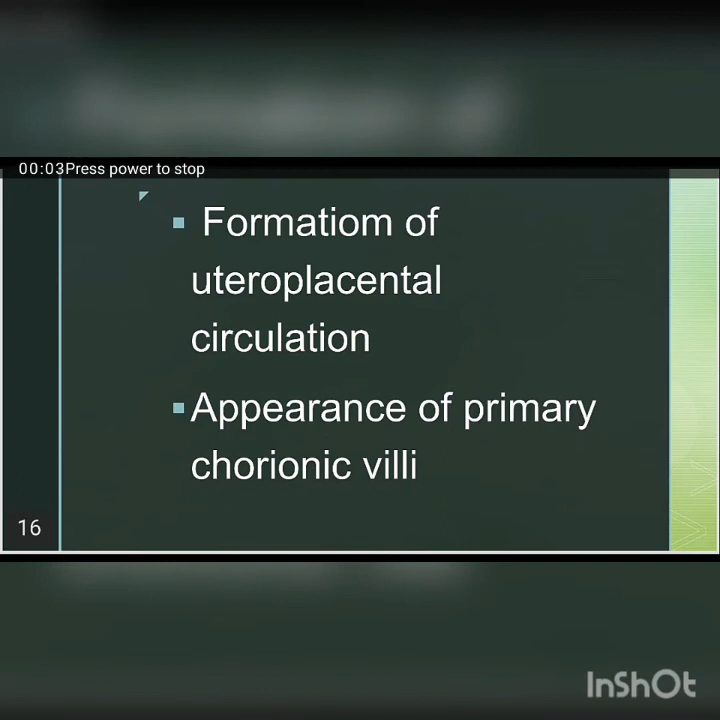 00:03Press power to stop
▪ Formatiom of
uteroplacental
circulation
▪Appearance of primary
chorionic villi
16
InShOt